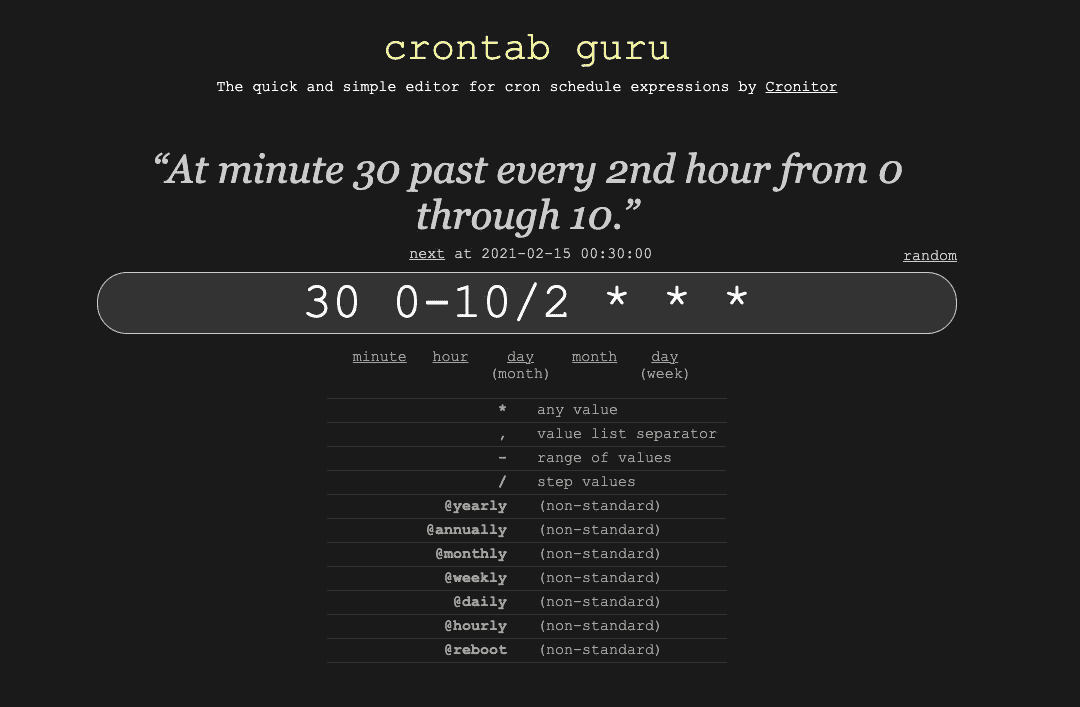 crontab guru
The quick and simple editor for cron schedule expressions by Cronitor
“At minute 30 past every 2nd hour from 0
through 10.”
next at 2021-02-15 00:30:00
random
30 0-10/2 * * *
minute hour day month day
(month) (week)
* any value
, value list separator
- range of values
/ step values
@yearly (non-standard)
@annually (non-standard)
@monthly (non-standard)
@weekly (non-standard)
@daily (non-standard)
@hourly (non-standard)
@reboot (non-standard)